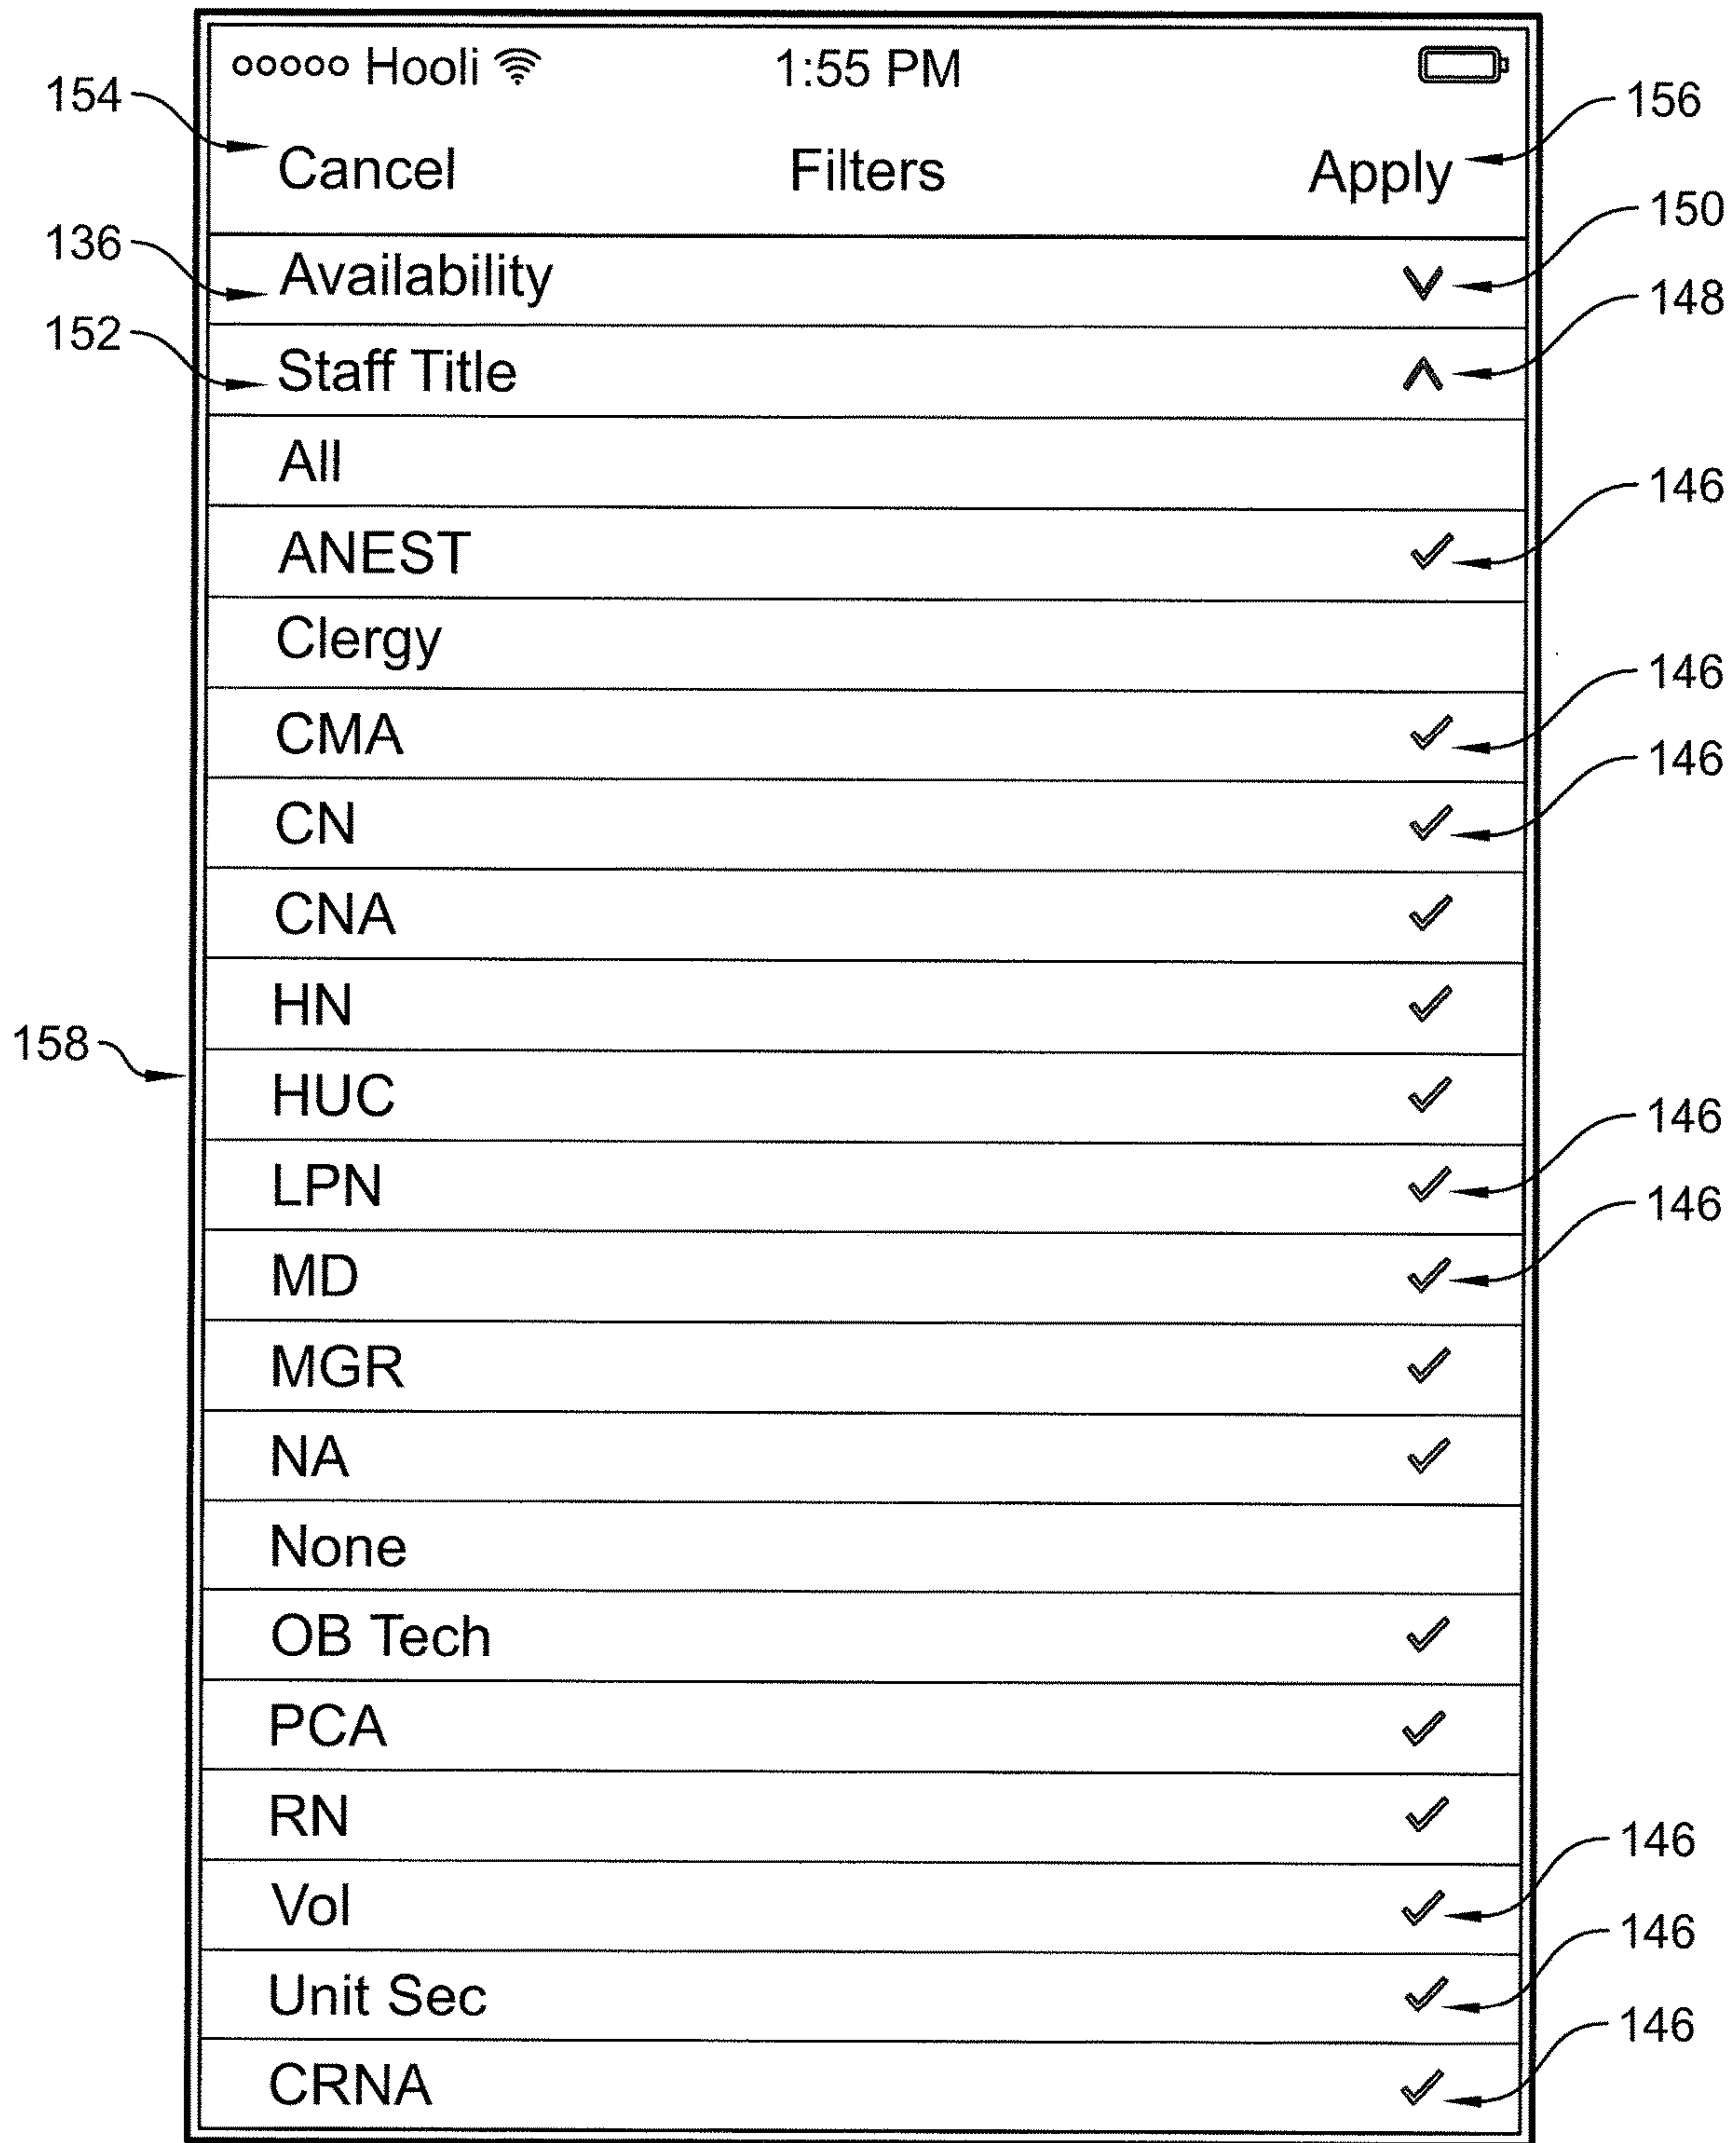 ooooo Hooli 1:55 PM
154 156
Cancel Filters Apply
150
136 Availability
148
152 Staff Title
All
146
ANEST
Clergy
146
CMA
146
CN
CNA
HN
158
HUC
146
LPN
146
MD
MGR
NA
None
OB Tech
PCA
RN
146
Vol
146
Unit Sec
146
CRNA